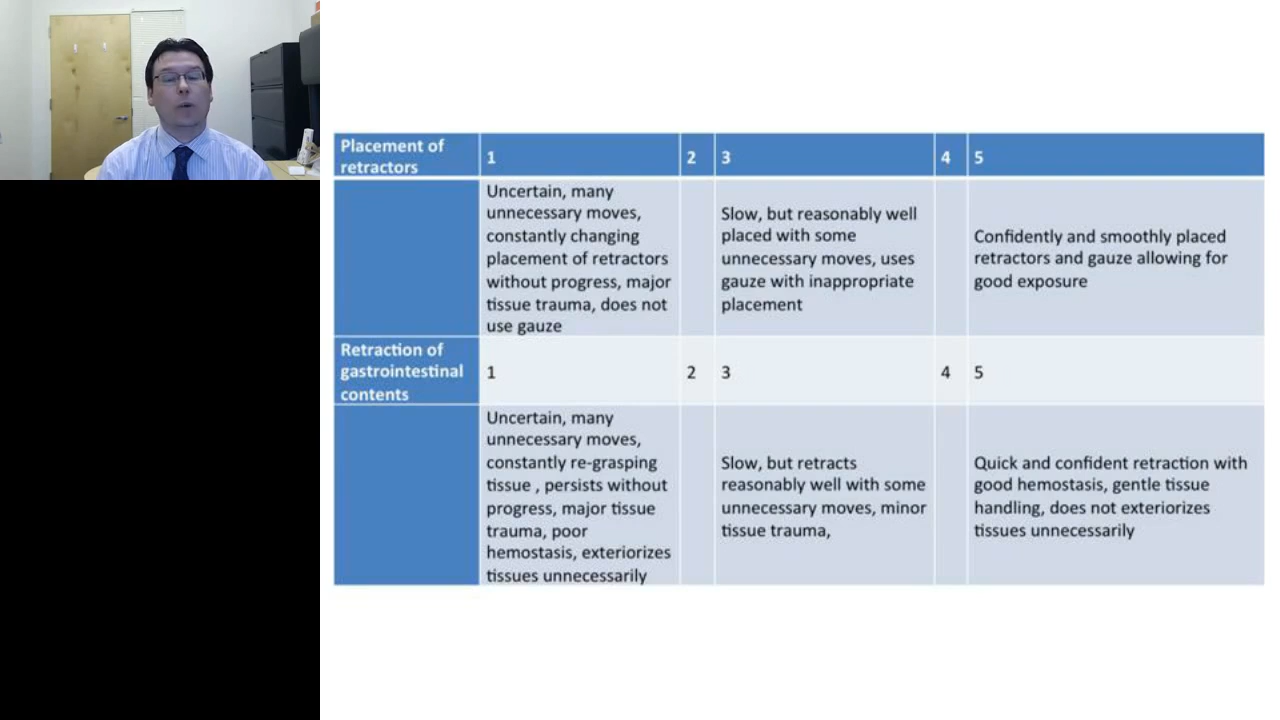 Placement of
retractors
1
2
3
4
5
Uncertain, many
unnecessary moves,
constantly changing
placement of retractors
without progress, major
tissue trauma, does not
use gauze
Slow, but reasonably well
placed with some
unnecessary moves, uses
gauze with inappropriate
placement
Confidently and smoothly placed
retractors and gauze allowing for
good exposure
Retraction of
gastrointestinal
contents
1
2
3
4
5
Uncertain, many
unnecessary moves,
constantly re-grasping
tissue , persists without
progress, major tissue
trauma, poor
hemostasis, exteriorizes
tissues unnecessarily
Slow, but retracts
reasonably well with some
unnecessary moves, minor
tissue trauma,
Quick and confident retraction with
good hemostasis, gentle tissue
handling, does not exteriorizes
tissues unnecessarily